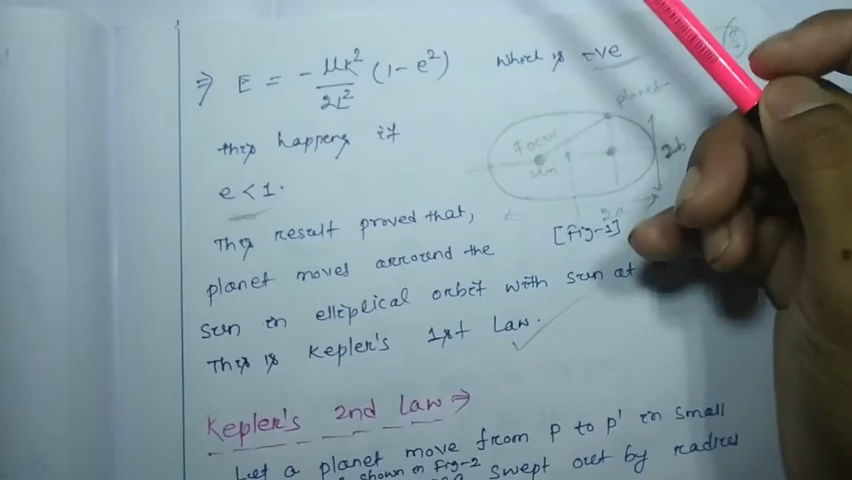 ⇒ E = - μk²/2L² (1 - e²) which is -ve
this happens if
e < 1.
planet
Focus
sun
2b
2a
[Fig-1]
This result proved that,
planet moves arround the
sun in elliptical orbit with sun at
This is Kepler's 1st Law.
Kepler's 2nd Law ⇒
Let a planet move from P to P' in small
shown in Fig-2
swept out by radius